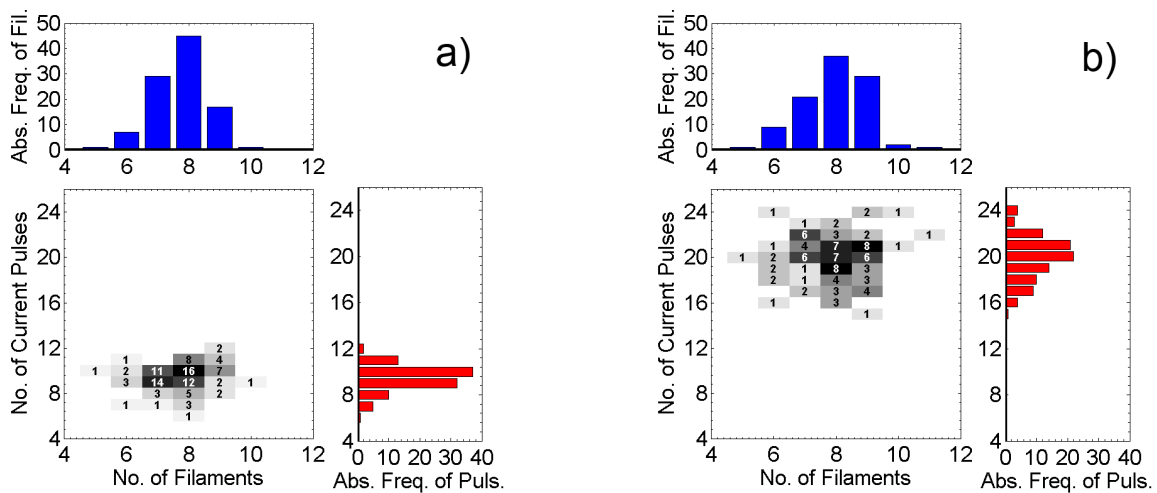 50
40
30
20
10
0
Abs. Freq. of Fil.
4 6 8 10 12
a)
24
20
16
12
8
4
No. of Current Pulses
2
1 8 4
1 2 11 16 7
3 14 12 2 1
3 5 2
1 1 3
1
4 6 8 10 12
No. of Filaments
24
20
16
12
8
4
0 10 20 30 40
Abs. Freq. of Puls.
50
40
30
20
10
0
Abs. Freq. of Fil.
4 6 8 10 12
b)
24
20
16
12
8
4
No. of Current Pulses
1 2 1
1 2
6 3 2 1
1 4 7 8 1
1 2 6 7 6
2 1 8 3
2 1 4 3
2 3 4
1 3
1
4 6 8 10 12
No. of Filaments
24
20
16
12
8
4
0 10 20 30 40
Abs. Freq. of Puls.